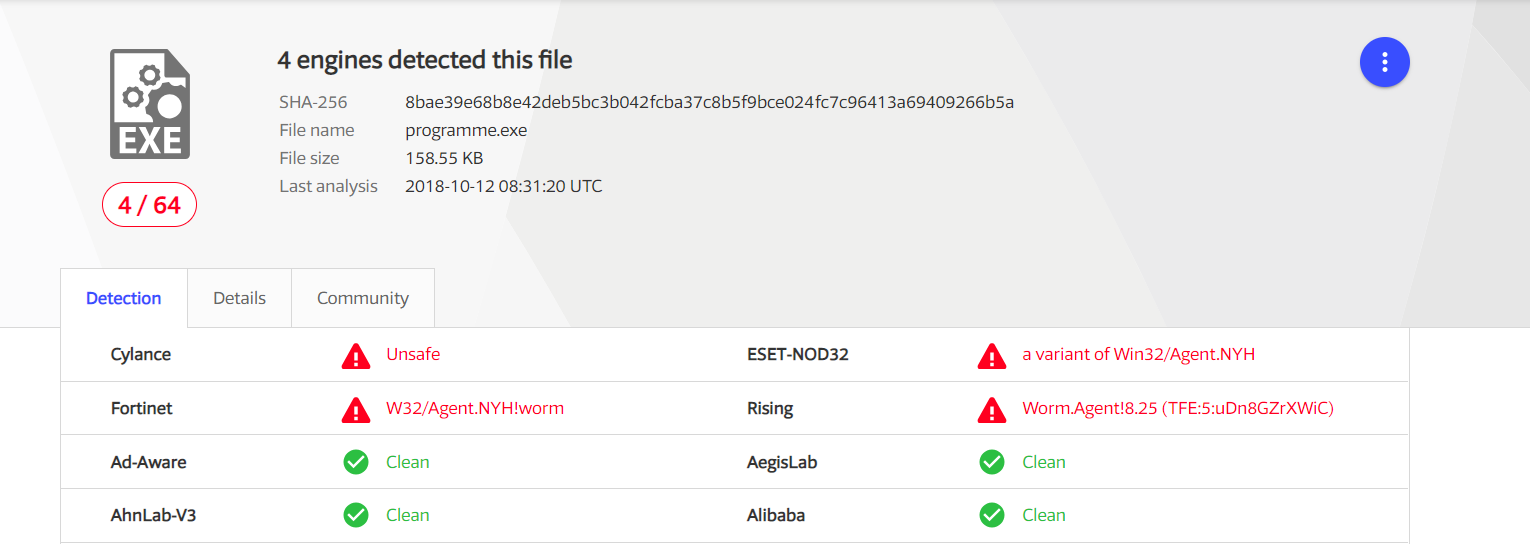 4 engines detected this file
SHA-256 8bae39e68b8e42deb5bc3b042fcba37c8b5f9bce024fc7c96413a69409266b5a
File name programme.exe
File size 158.55 KB
Last analysis 2018-10-12 08:31:20 UTC
EXE
4 / 64
Detection Details Community
Cylance Unsafe ESET-NOD32 a variant of Win32/Agent.NYH
Fortinet W32/Agent.NYH!worm Rising Worm.Agent!8.25 (TFE:5:uDn8GZrXWiC)
Ad-Aware Clean AegisLab Clean
AhnLab-V3 Clean Alibaba Clean